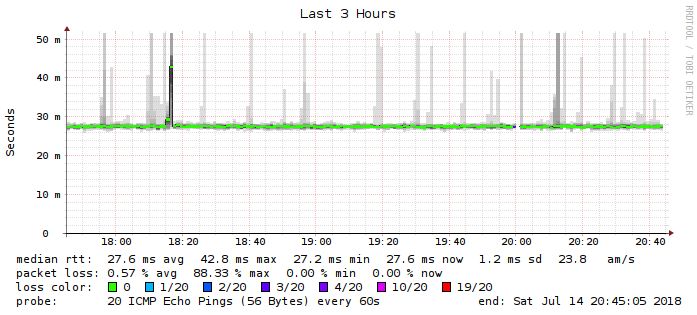 Last 3 Hours
RRDTOOL / TOBI OETIKER
Seconds
50 m
40 m
30 m
20 m
10 m
0
18:00 18:20 18:40 19:00 19:20 19:40 20:00 20:20 20:40
median rtt: 27.6 ms avg 42.8 ms max 27.2 ms min 27.6 ms now 1.2 ms sd 23.8 am/s
packet loss: 0.57 % avg 88.33 % max 0.00 % min 0.00 % now
loss color: 0 1/20 2/20 3/20 4/20 10/20 19/20
probe: 20 ICMP Echo Pings (56 Bytes) every 60s end: Sat Jul 14 20:45:05 2018